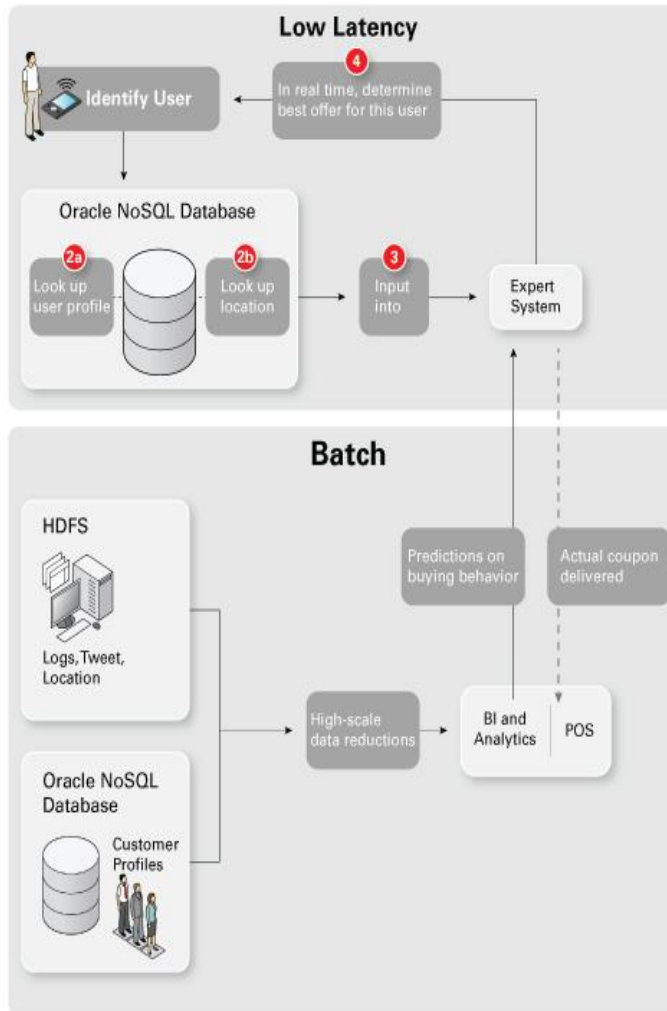 Low Latency
4
In real time, determine
best offer for this user
Identify User
Oracle NoSQL Database
2a
Look up
user profile
2b
Look up
location
3
Input
into
Expert
System
Batch
HDFS
Logs, Tweet,
Location
Predictions on
buying behavior
Actual coupon
delivered
High-scale
data reductions
BI and
Analytics
POS
Oracle NoSQL
Database
Customer
Profiles